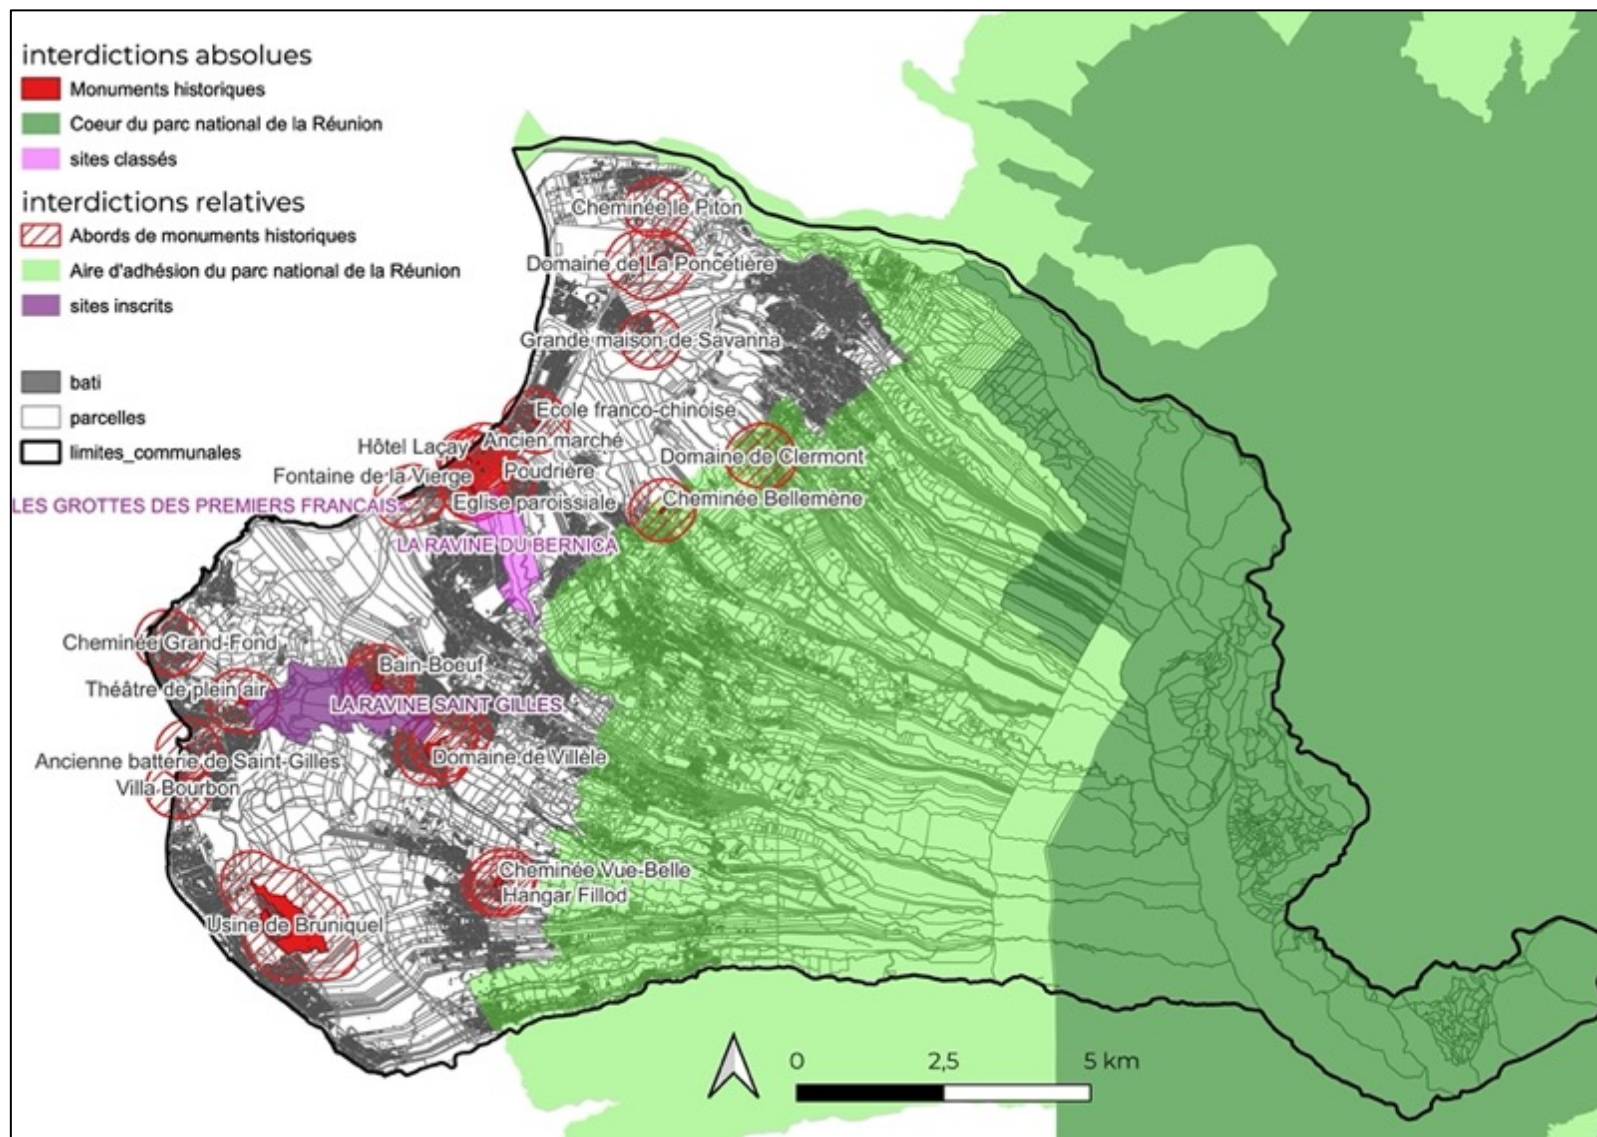 interdictions absolues
Monuments historiques
Coeur du parc national de la Réunion
sites classés
interdictions relatives
Abords de monuments historiques
Aire d'adhésion du parc national de la Réunion
sites inscrits
bati
parcelles
limites_communales
Cheminée le Piton
Domaine de La Poncetière
Grande maison de Savanna
Ecole franco-chinoise
Ancien marché
Hôtel Laçay
Poudrière
Fontaine de la Vierge
Eglise paroissiale
LES GROTTES DES PREMIERS FRANCAIS
Domaine de Clermont
Cheminée Bellemène
LA RAVINE DU BERNICA
Cheminée Grand-Fond
Bain-Boeuf
Théâtre de plein air
LA RAVINE SAINT GILLES
Ancienne batterie de Saint-Gilles
Domaine de Villèle
Villa Bourbon
Cheminée Vue-Belle
Hangar Fillod
Usine de Bruniquel
0 2,5 5 km